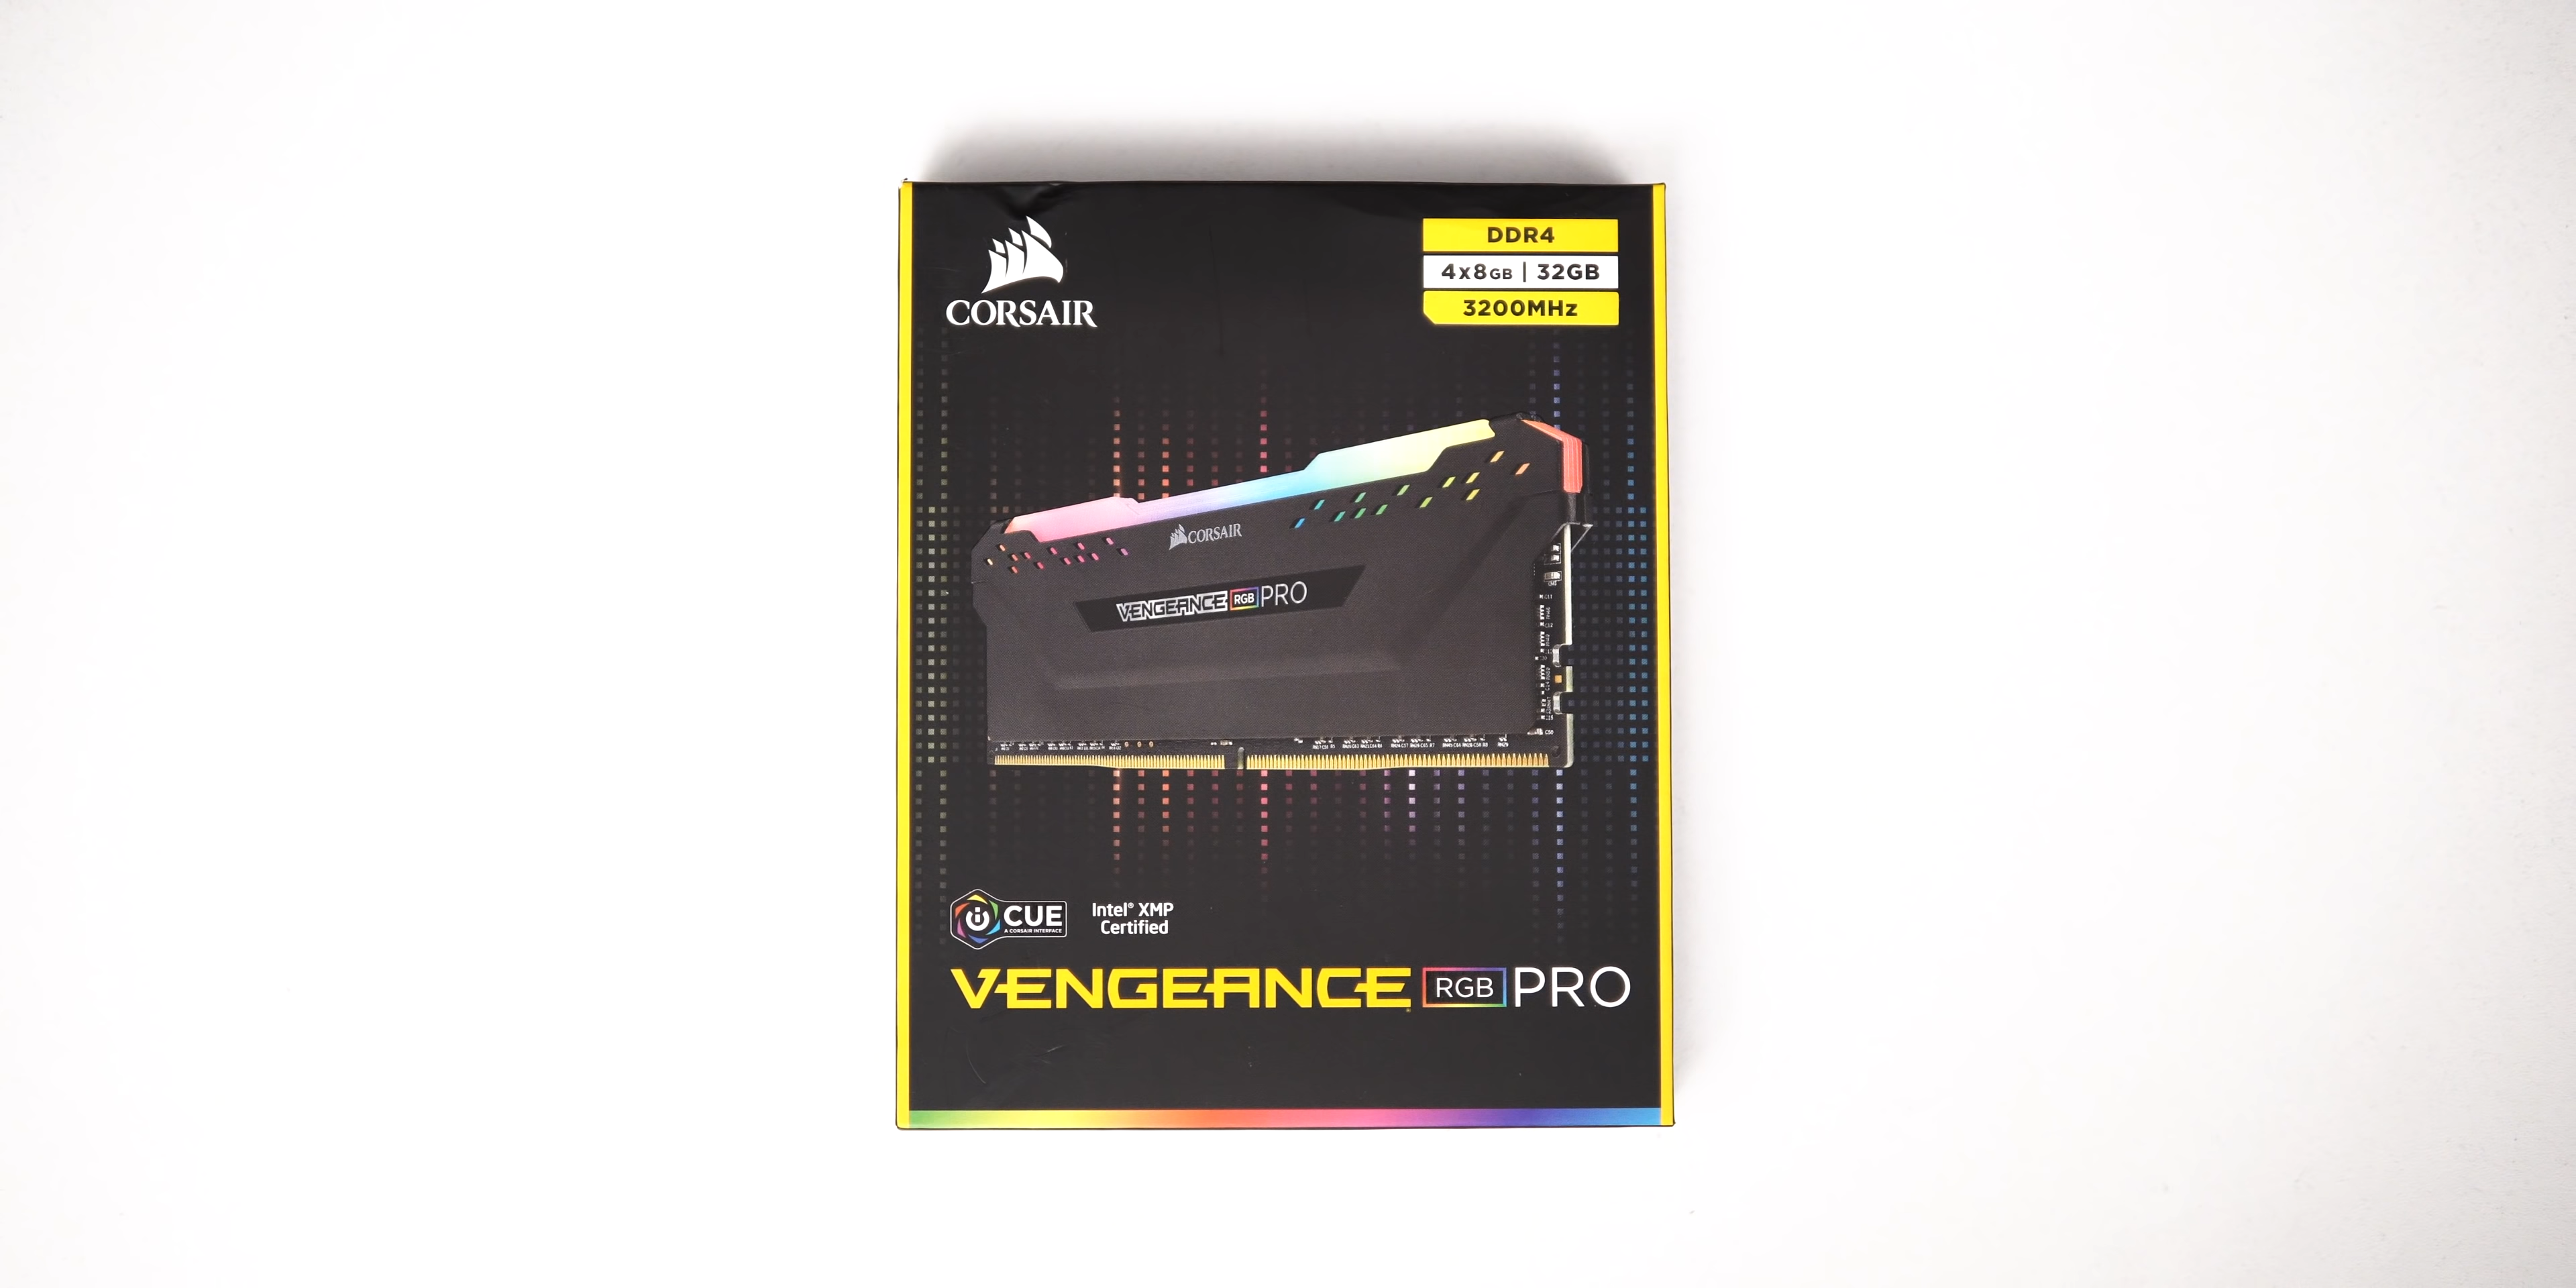 CORSAIR
DDR4
4x8GB | 32GB
3200MHz
CORSAIR
VENGEANCE RGB PRO
CUE
A CORSAIR INTERFACE
Intel® XMP
Certified
VENGEANCE RGB PRO